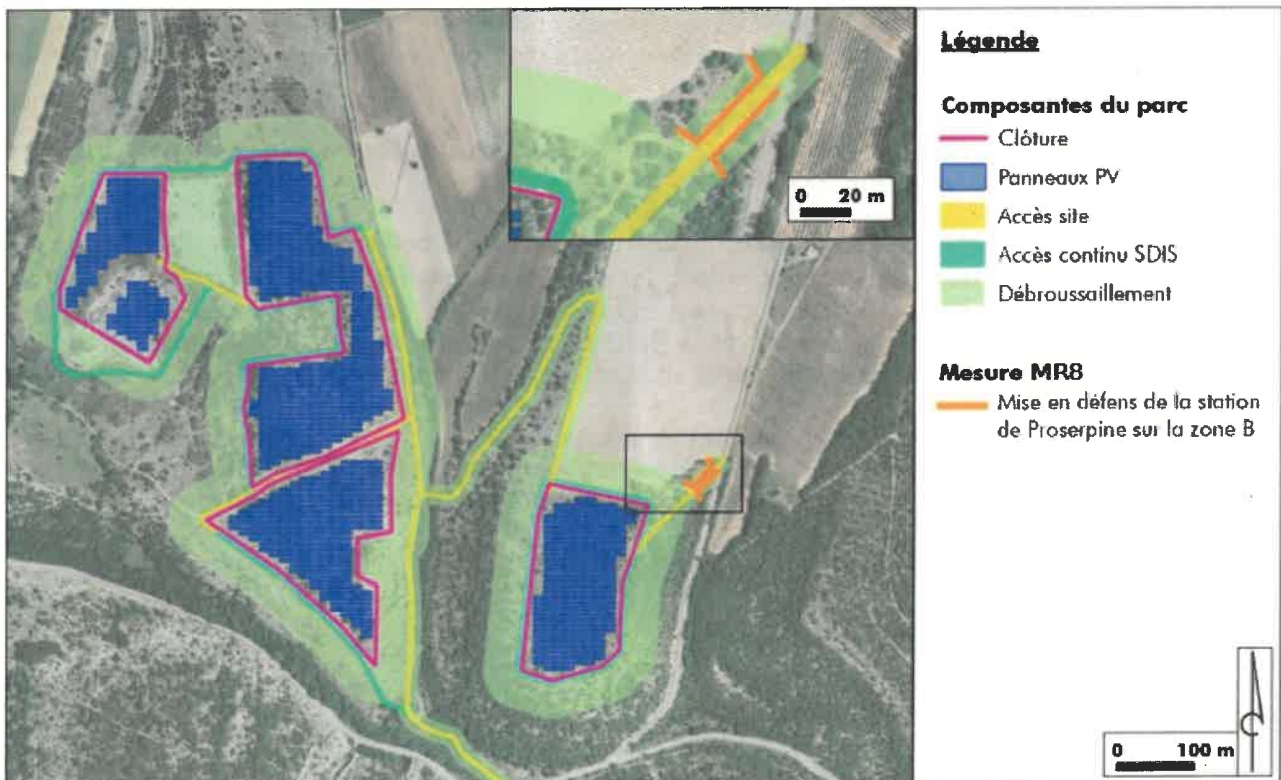 0 20 m
Légende
Composantes du parc
Clôture
Panneaux PV
Accès site
Accès continu SDIS
Débroussaillement
Mesure MR8
Mise en défens de la station
de Proserpine sur la zone B
0 100 m